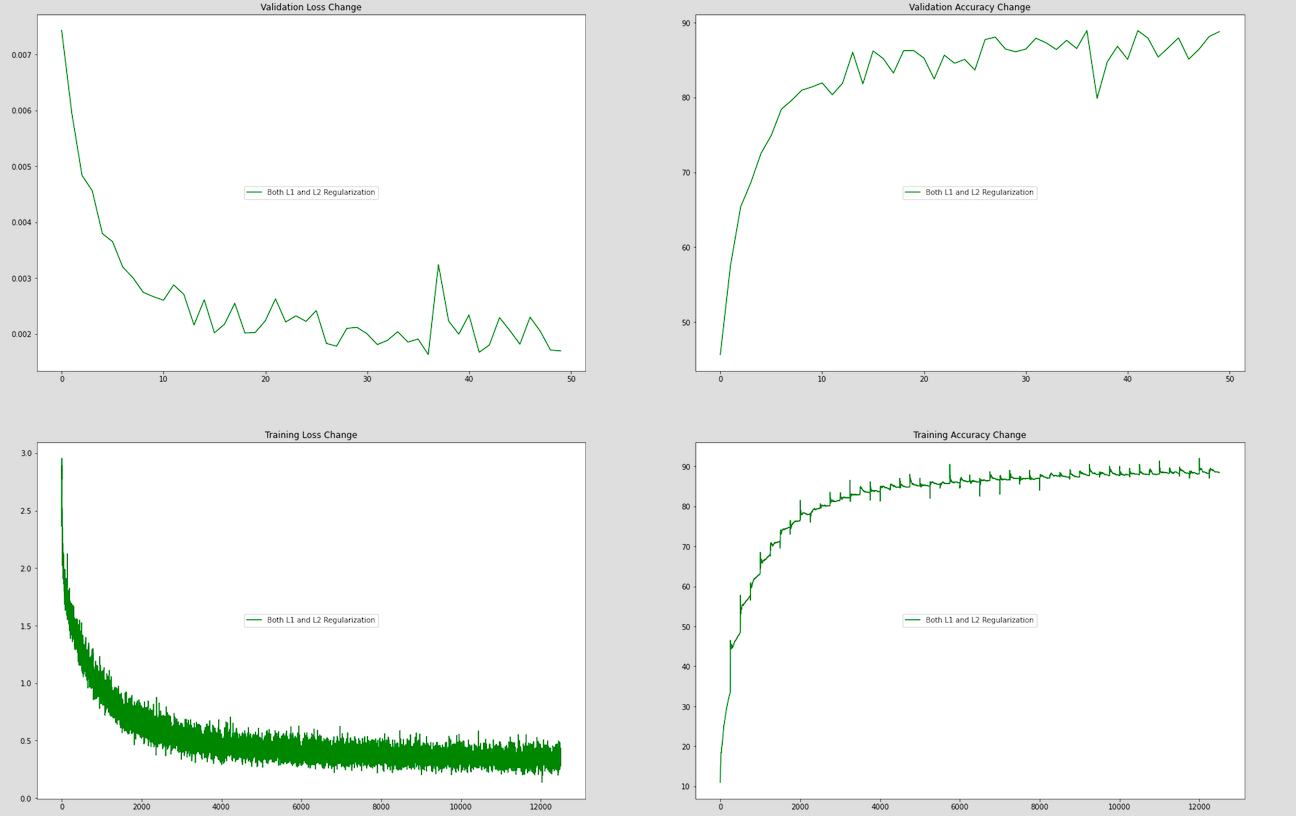 Validation Loss Change
0.007
0.006
0.005
0.004
0.003
0.002
Both L1 and L2 Regularization
0 10 20 30 40 50
Validation Accuracy Change
90
80
70
60
50
Both L1 and L2 Regularization
0 10 20 30 40 50
Training Loss Change
3.0
2.5
2.0
1.5
1.0
0.5
0.0
Both L1 and L2 Regularization
0 2000 4000 6000 8000 10000 12000
Training Accuracy Change
90
80
70
60
50
40
30
20
10
Both L1 and L2 Regularization
0 2000 4000 6000 8000 10000 12000